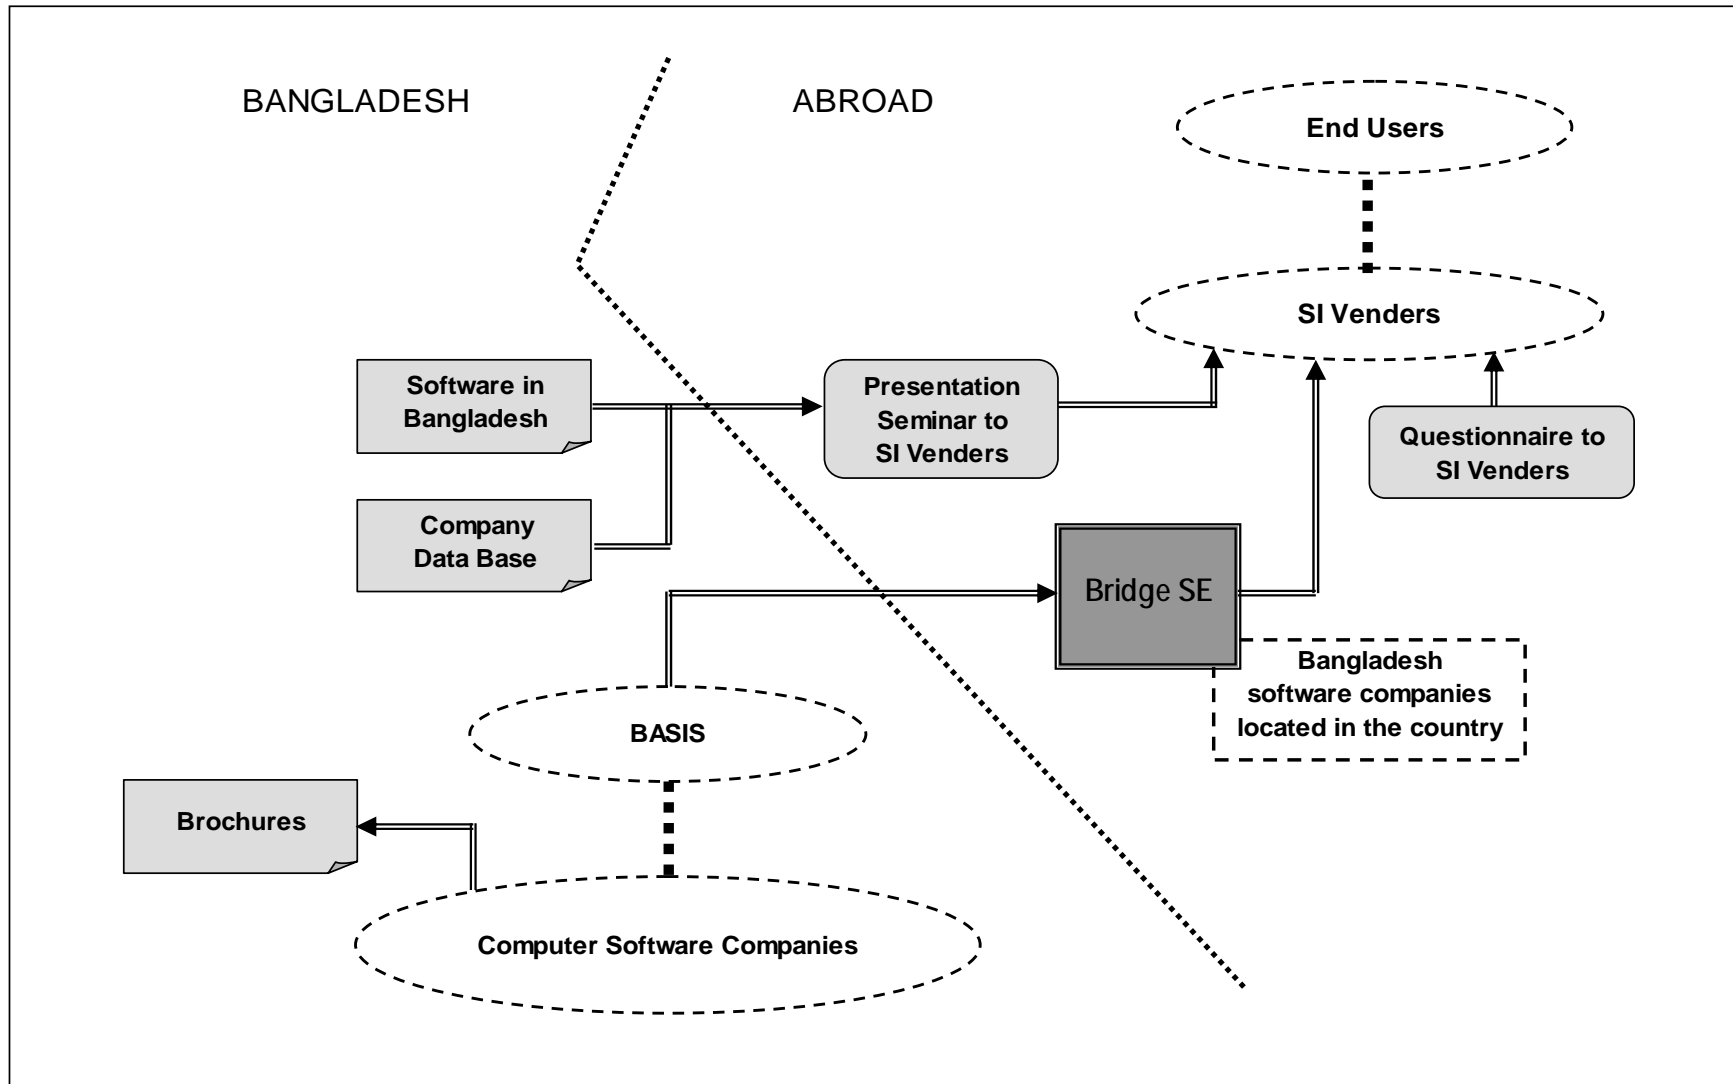 BANGLADESH
ABROAD
End Users
SI Venders
Software in
Bangladesh
Presentation
Seminar to
SI Venders
Questionnaire to
SI Venders
Company
Data Base
Bridge SE
Bangladesh
software companies
located in the country
BASIS
Brochures
Computer Software Companies